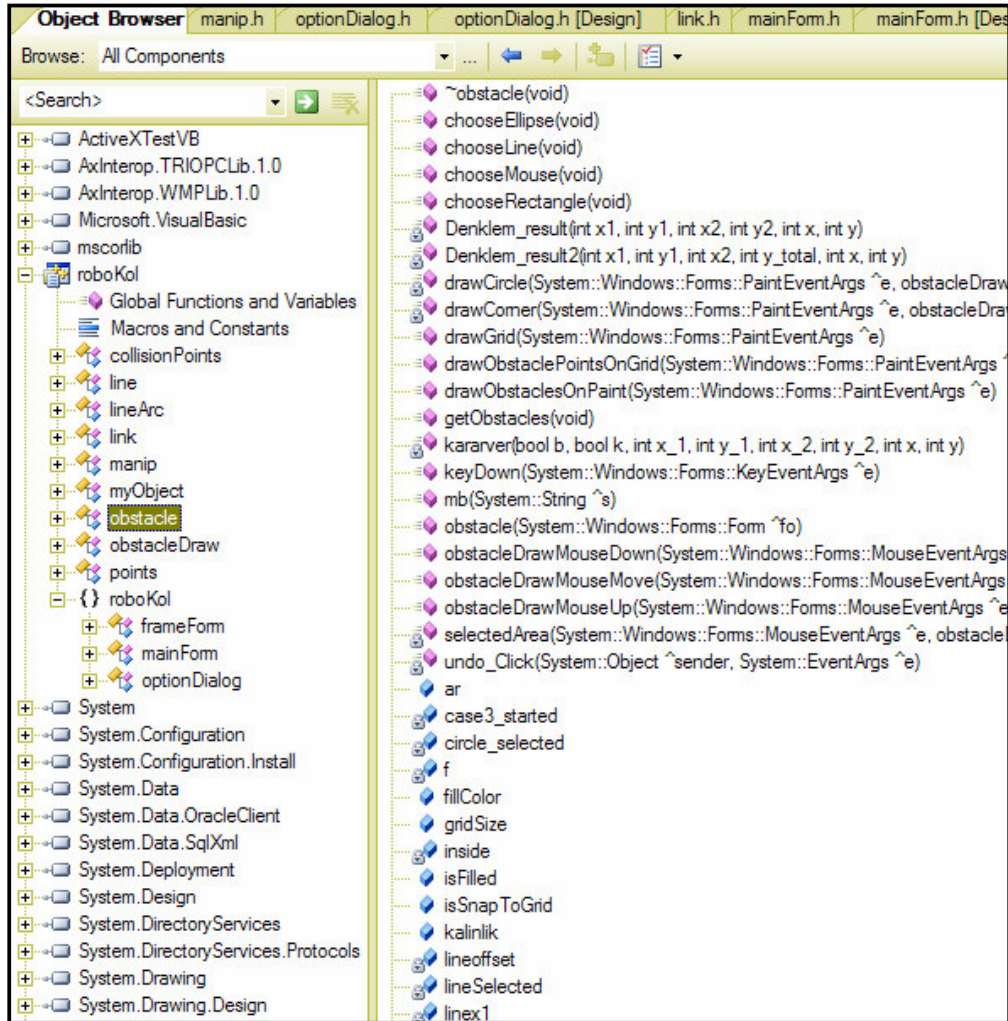 Object Browser manip.h optionDialog.h optionDialog.h [Design] link.h mainForm.h mainForm.h [Des
Browse: All Components ...
<Search>
ActiveXTestVB
AxInterop.TRIOPCLib.1.0
AxInterop.WMPLib.1.0
Microsoft.VisualBasic
mscorlib
roboKol
Global Functions and Variables
Macros and Constants
collisionPoints
line
lineArc
link
manip
myObject
obstacle
obstacleDraw
points
{} roboKol
frameForm
mainForm
optionDialog
System
System.Configuration
System.Configuration.Install
System.Data
System.Data.OracleClient
System.Data.SqlXml
System.Deployment
System.Design
System.DirectoryServices
System.DirectoryServices.Protocols
System.Drawing
System.Drawing.Design
~obstacle(void)
chooseEllipse(void)
chooseLine(void)
chooseMouse(void)
chooseRectangle(void)
Denklem_result(int x1, int y1, int x2, int y2, int x, int y)
Denklem_result2(int x1, int y1, int x2, int y_total, int x, int y)
drawCircle(System::Windows::Forms::PaintEventArgs ^e, obstacleDraw
drawCorner(System::Windows::Forms::PaintEventArgs ^e, obstacleDra
drawGrid(System::Windows::Forms::PaintEventArgs ^e)
drawObstaclePointsOnGrid(System::Windows::Forms::PaintEventArgs ^
drawObstaclesOnPaint(System::Windows::Forms::PaintEventArgs ^e)
getObstacles(void)
kararver(bool b, bool k, int x_1, int y_1, int x_2, int y_2, int x, int y)
keyDown(System::Windows::Forms::KeyEventArgs ^e)
mb(System::String ^s)
obstacle(System::Windows::Forms::Form ^fo)
obstacleDrawMouseDown(System::Windows::Forms::MouseEventArgs
obstacleDrawMouseMove(System::Windows::Forms::MouseEventArgs
obstacleDrawMouseUp(System::Windows::Forms::MouseEventArgs ^e
selectedArea(System::Windows::Forms::MouseEventArgs ^e, obstacle
undo_Click(System::Object ^sender, System::EventArgs ^e)
ar
case3_started
circle_selected
f
fillColor
gridSize
inside
isFilled
isSnapToGrid
kalinlik
lineoffset
lineSelected
linex1